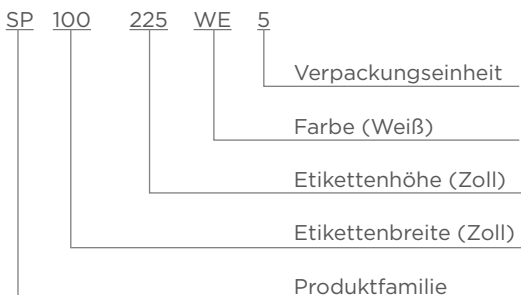 SP 100 225 WE 5
Verpackungseinheit
Farbe (Weiß)
Etikettenhöhe (Zoll)
Etikettenbreite (Zoll)
Produktfamilie